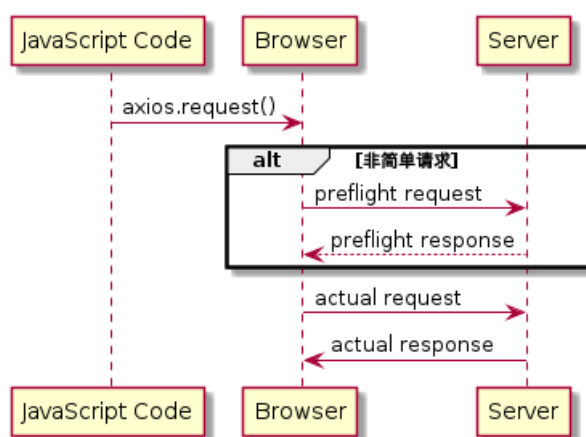 JavaScript Code Browser Server
axios.request()
alt [非简单请求]
preflight request
preflight response
actual request
actual response
JavaScript Code Browser Server